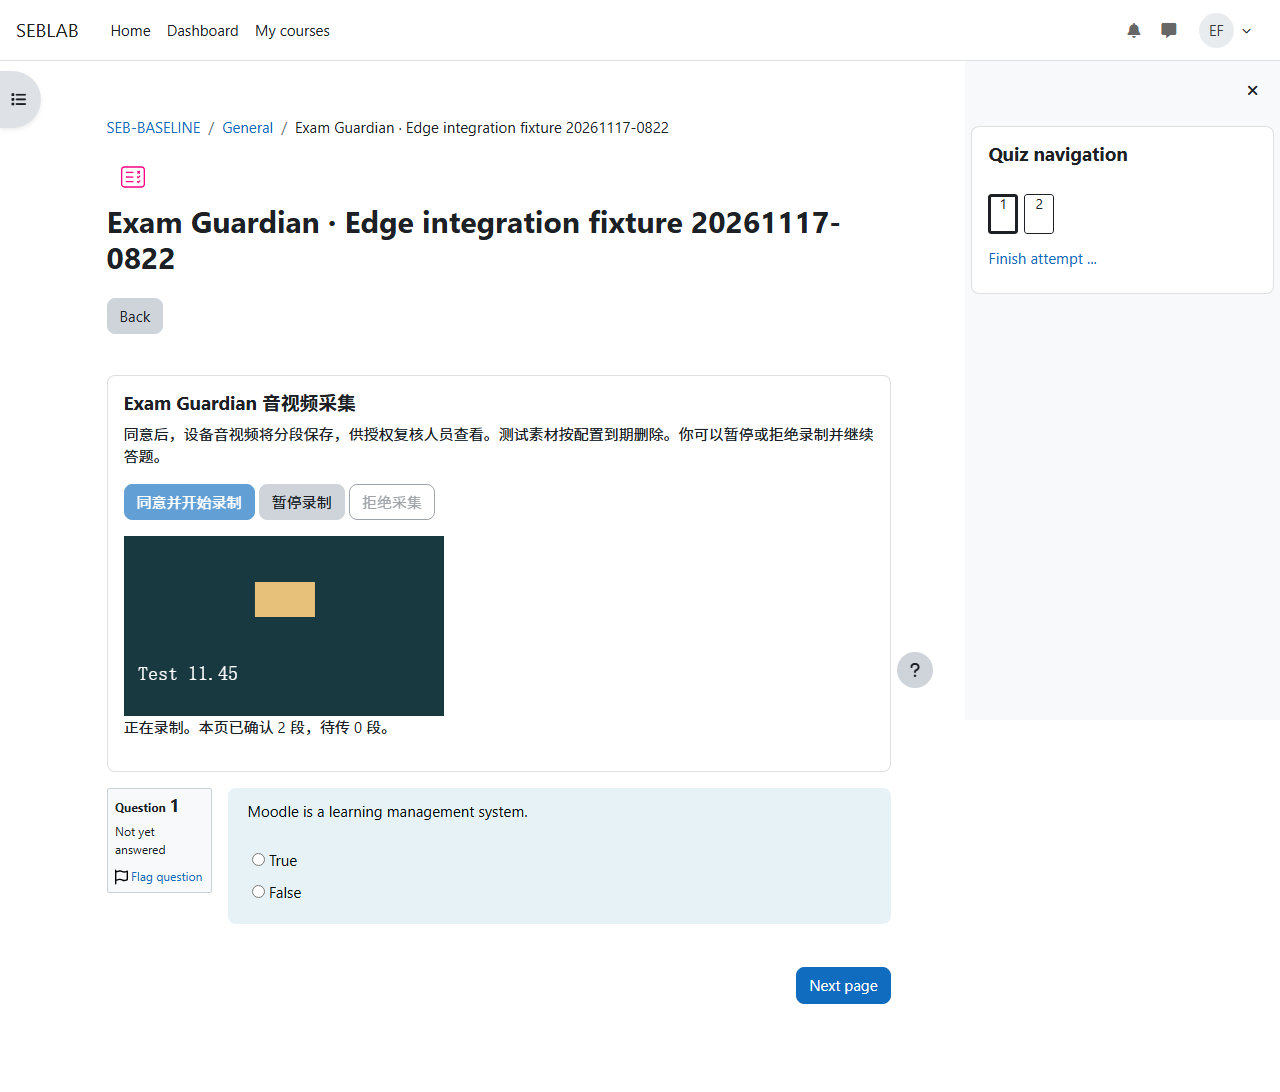 SEBLAB
Home
Dashboard
My courses
EF
SEB-BASELINE / General / Exam Guardian · Edge integration fixture 20261117-0822
Exam Guardian · Edge integration fixture 20261117-
0822
Back
Exam Guardian 音视频采集
同意后，设备音视频将分段保存，供授权复核人员查看。测试素材按配置到期删除。你可以暂停或拒绝录制并继续
答题。
同意并开始录制
暂停录制
拒绝采集
Test 11.45
正在录制。本页已确认 2 段，待传 0 段。
Question 1
Not yet
answered
Flag question
Moodle is a learning management system.
True
False
Next page
?
Quiz navigation
1
2
Finish attempt ...